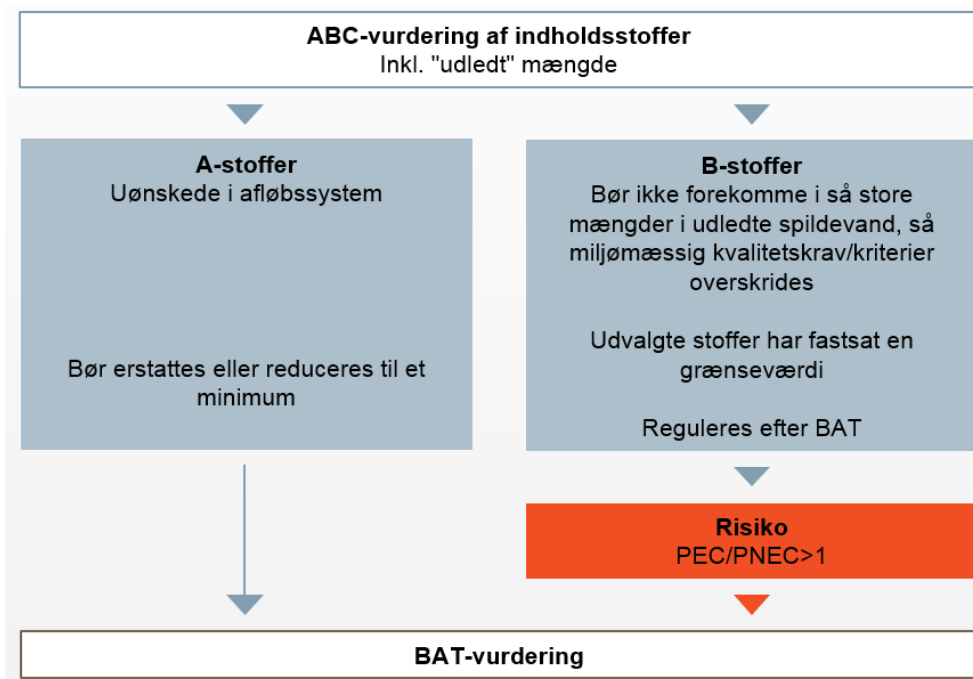 ABC-vurdering af indholdsstoffer
Inkl. "udledt" mængde
A-stoffer
Uønskede i afløbssystem
Bør erstattes eller reduceres til et
minimum
B-stoffer
Bør ikke forekomme i så store
mængder i udledte spildevand, så
miljømæssig kvalitetskrav/kriterier
overskrides
Udvalgte stoffer har fastsat en
grænseværdi
Reguleres efter BAT
Risiko
PEC/PNEC>1
BAT-vurdering